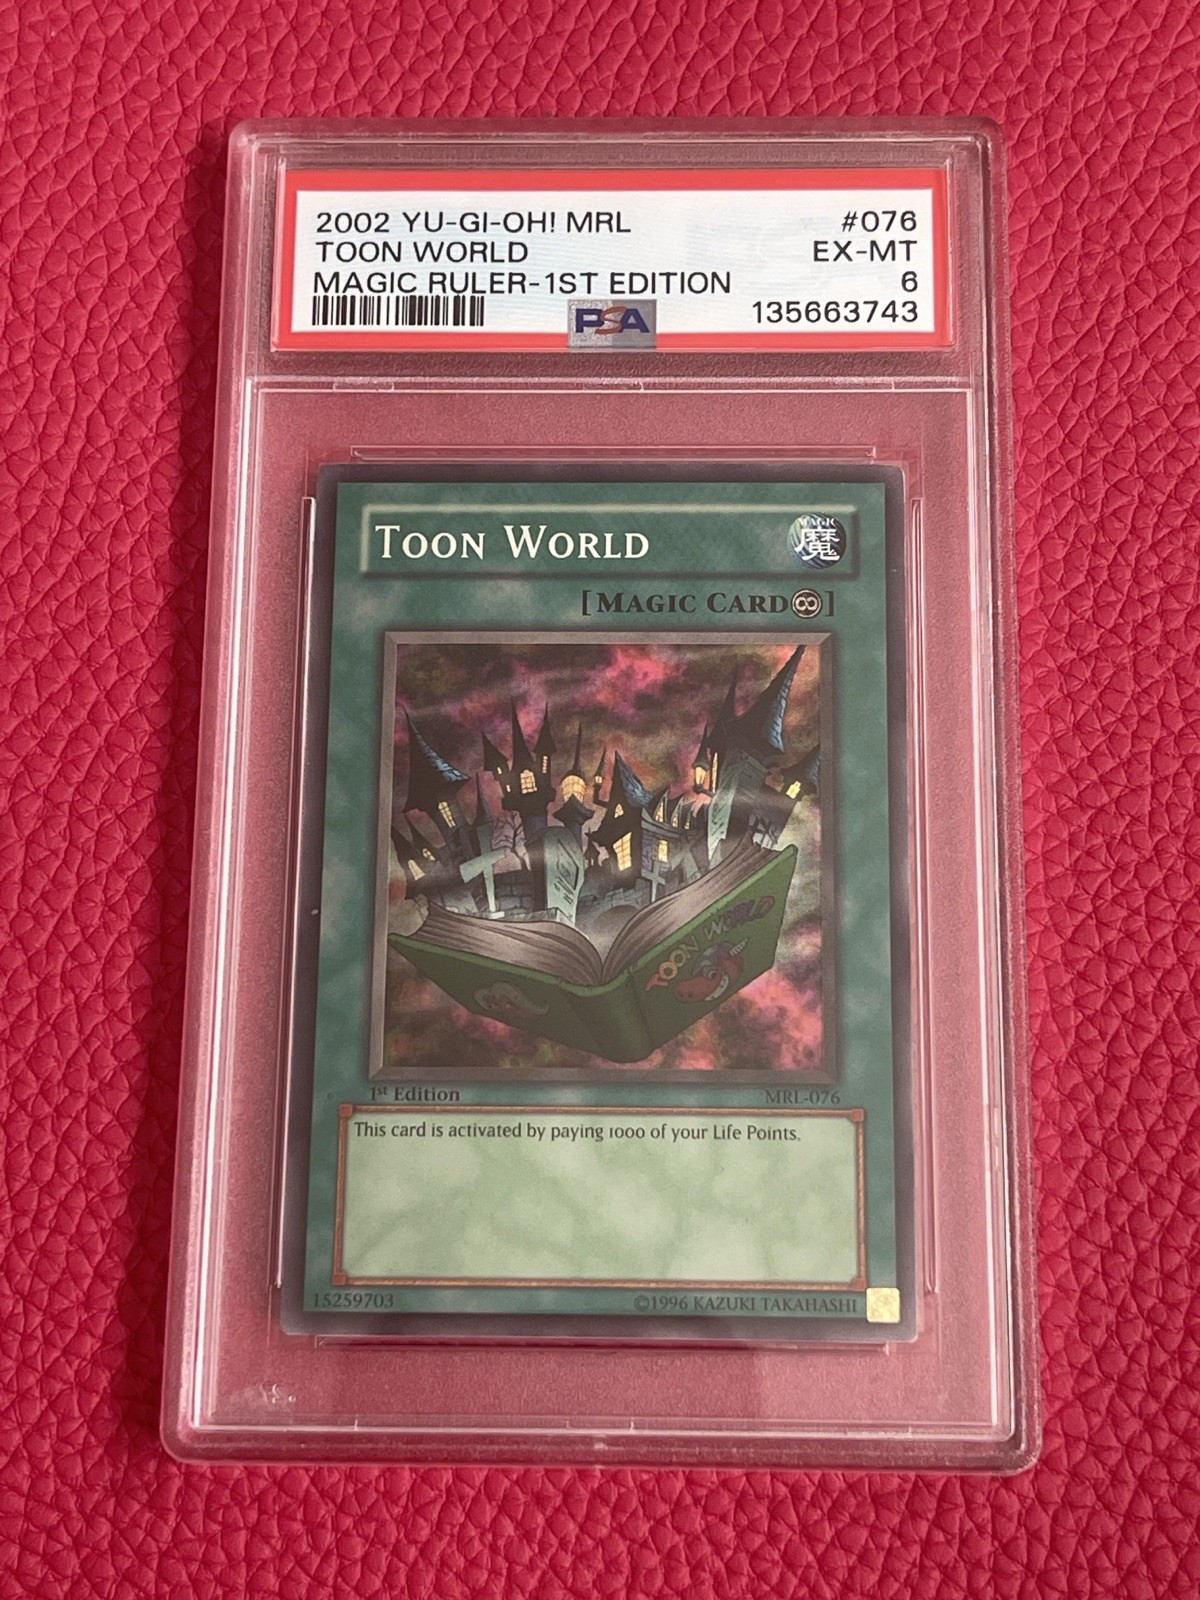 2002 YU-GI-OH! MRL #076
TOON WORLD EX-MT
MAGIC RULER-1ST EDITION 6
PSA 135663743
TOON WORLD
MAGIC
魔
[MAGIC CARD]
TOON WORLD
1st Edition MRL-076
This card is activated by paying 1000 of your Life Points.
15259703 ©1996 KAZUKI TAKAHASHI